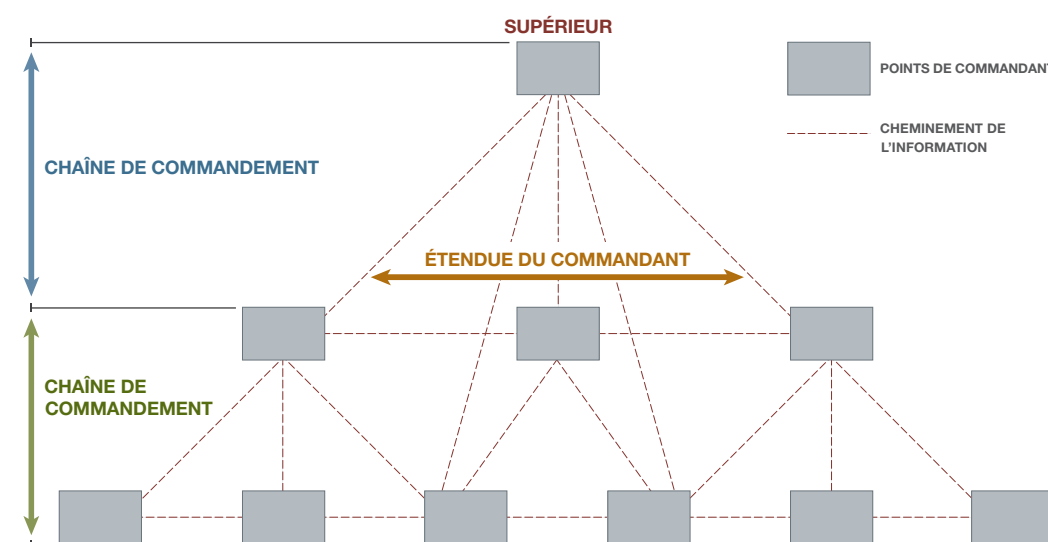 SUPÉRIEUR
POINTS DE COMMANDANT
CHEMINEMENT DE
L'INFORMATION
CHAÎNE DE COMMANDEMENT
ÉTENDUE DU COMMANDANT
CHAÎNE DE
COMMANDEMENT